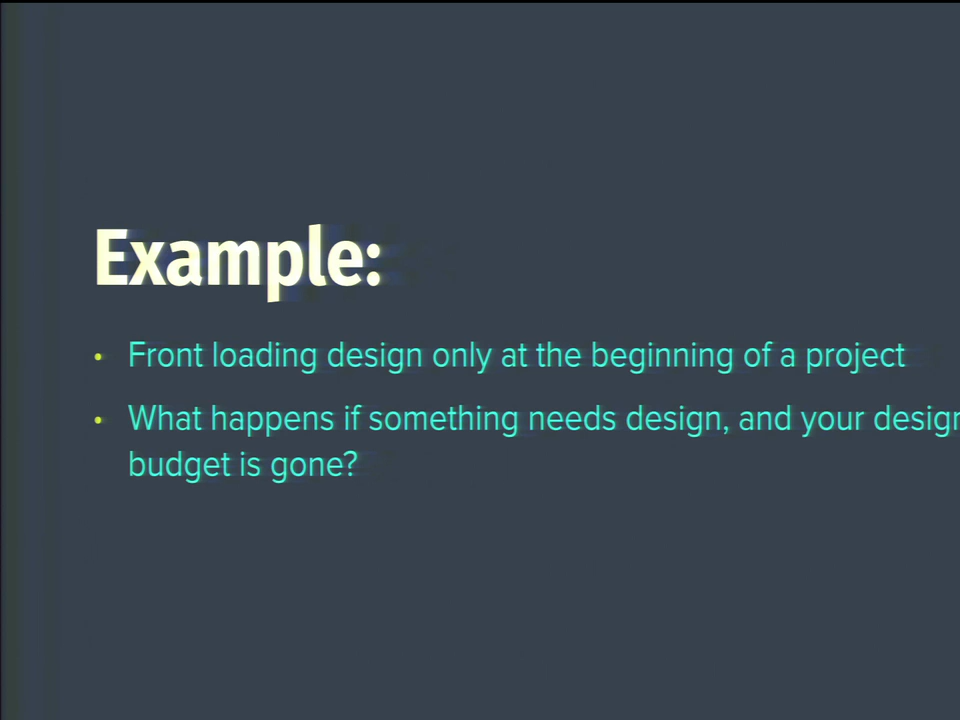 Example:
• Front loading design only at the beginning of a project
• What happens if something needs design, and your design
budget is gone?